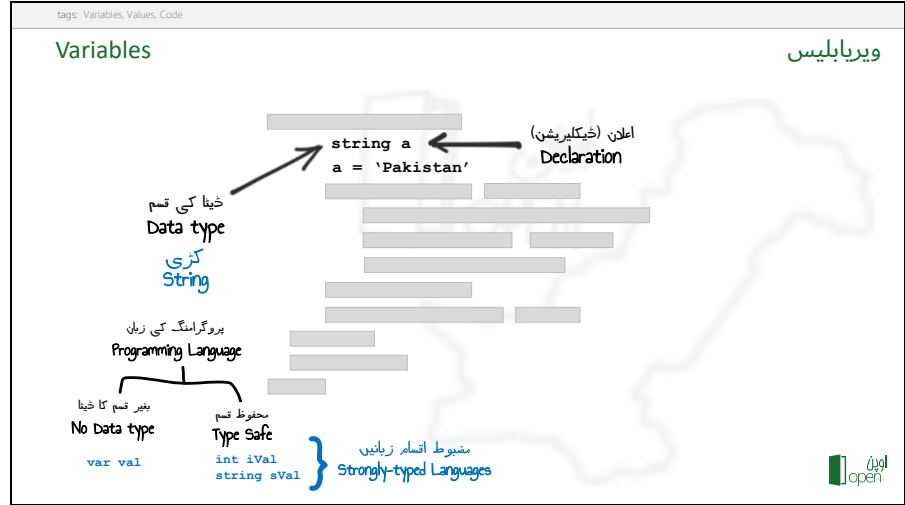 tags: Variables, Values, Code
Variables
ویریابلیس
string a
a = ‘Pakistan’
اعلان (ڈیکلیریشن)
Declaration
ڈیٹا کی قسم
Data type
کڑی
String
پروگرامنگ کی زبان
Programming Language
بغیر قسم کا ڈیٹا
No Data type
var val
محفوظ قسم
Type Safe
int iVal
string sVal
مضبوط اقسام زبانیں
Strongly-typed Languages
اوپن
open